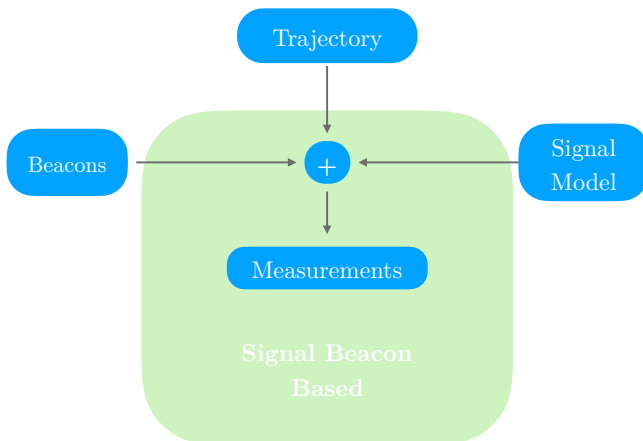 Trajectory
Beacons
+
Signal
Model
Measurements
Signal Beacon
Based